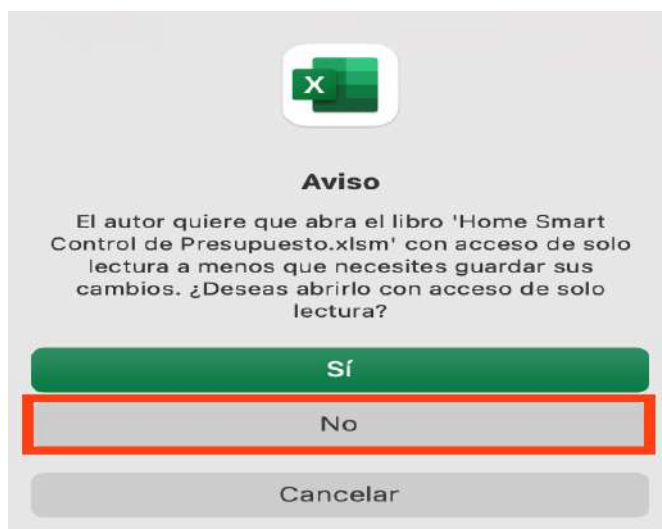 X
Aviso
El autor quiere que abra el libro 'Home Smart
Control de Presupuesto.xlsm' con acceso de solo
lectura a menos que necesites guardar sus
cambios. ¿Deseas abrirlo con acceso de solo
lectura?
Sí
No
Cancelar